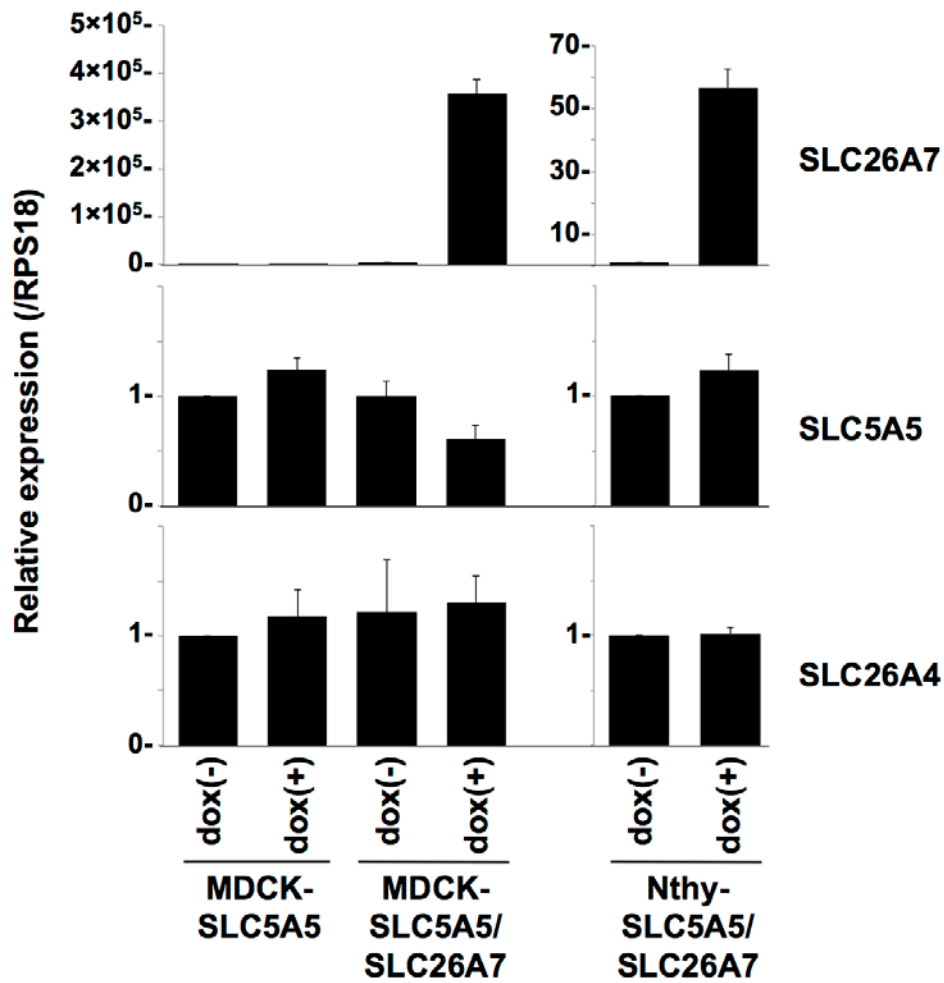 Relative expression (/RPS18)
5×10⁵-
4×10⁵-
3×10⁵-
2×10⁵-
1×10⁵-
0-
70-
50-
30-
10-
SLC26A7
1-
0-
1-
SLC5A5
1-
0-
1-
SLC26A4
dox(-)
dox(+)
dox(-)
dox(+)
dox(-)
dox(+)
MDCK-
SLC5A5
MDCK-
SLC5A5/
SLC26A7
Nthy-
SLC5A5/
SLC26A7